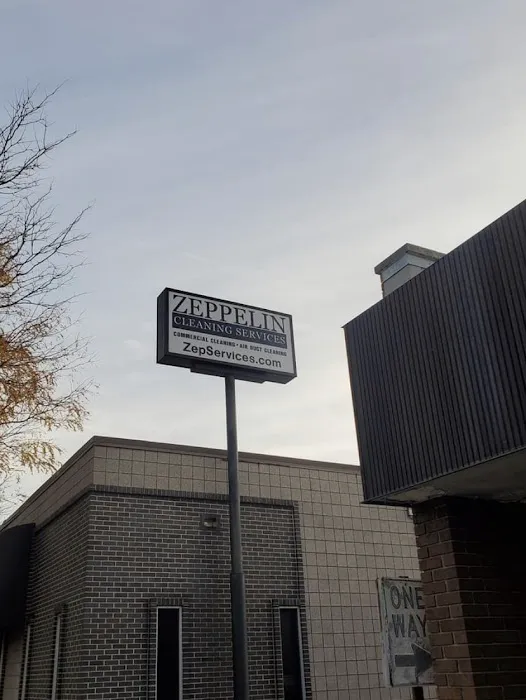 ZEPPELIN
CLEANING SERVICES
COMMERCIAL CLEANING • AIR DUCT CLEANING
ZepServices.com
ONE
WAY